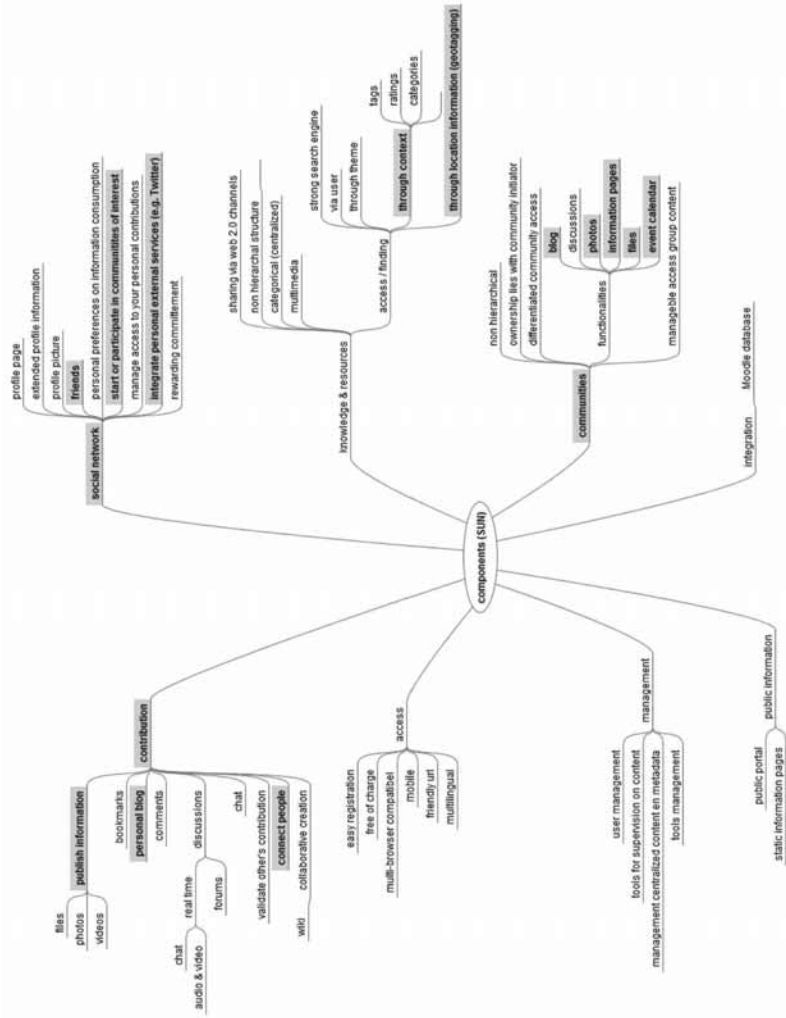 components (SUN)
social network
profile page
extended profile information
profile picture
friends
personal preferences on information consumption
start or participate in communitites of interest
manage access to your personal contributions
integrate personal external services (e.g. Twitter)
rewarding committement
knowledge & resources
sharing via web 2.0 channels
non hierarchal structure
categorical (centralized)
multimedia
access / finding
strong search engine
via user
through theme
through context
tags
ratings
categories
through location information (geotagging)
communities
non hierarchical
ownership lies with community initiator
differentiated community access
functionalities
blog
discussions
photos
information pages
files
event calendar
manageble access group content
integration
Moodle database
contribution
publish information
files
photos
videos
bookmarks
personal blog
comments
discussions
real time
chat
audio & video
forums
chat
validate other's contribution
connect people
collaborative creation
wiki
access
easy registration
free of charge
multi-browser compatibel
mobile
friendly url
multilingual
management
user management
tools for supervision on content
management centralized content en metadata
tools management
public information
public portal
static information pages